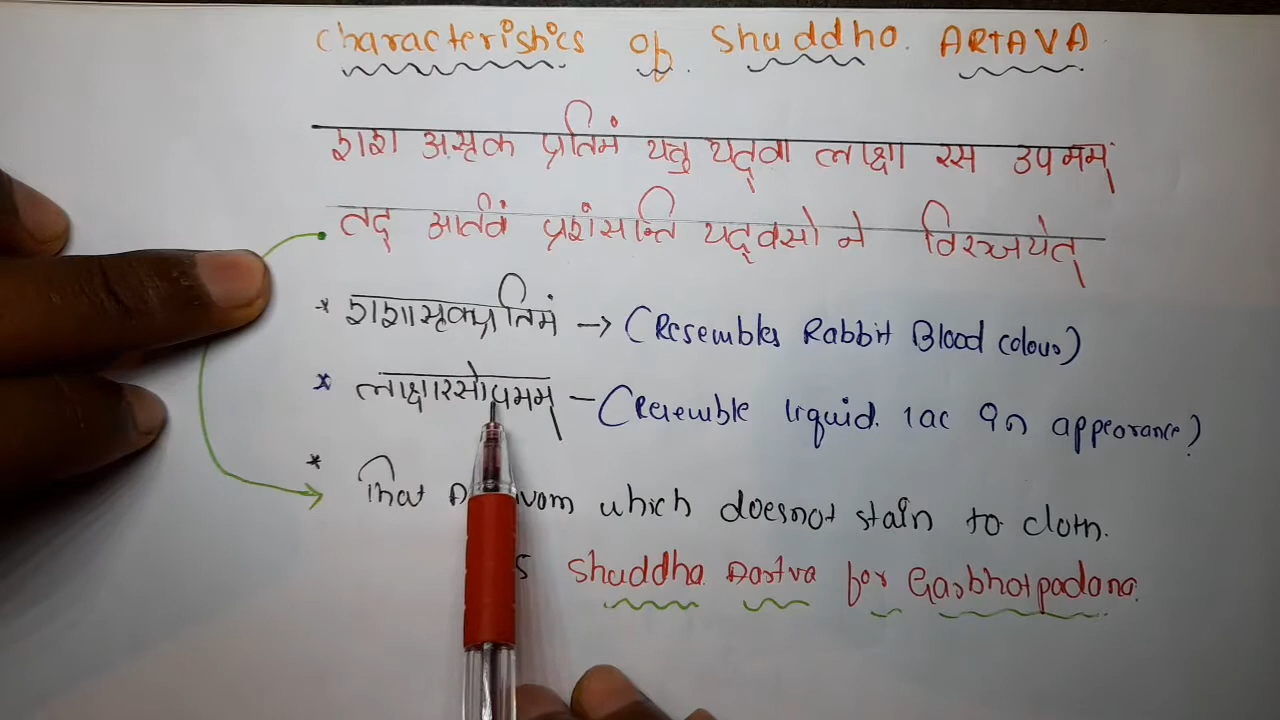 Characteristics of Shuddha ARTAVA
शश असृक प्रतिमं यत्तु यद्वा लाक्षा रस उपमम्
तद् आर्तवं प्रशंसन्ति यद्वसो ने विरञ्जयेत्
* शशासृक्प्रतिमं → (Resembles Rabbit Blood colour)
* लाक्षारसोपमम् – (Resemble liquid lac in appearance)
* That which doesnot stain to cloth.
Shuddha Aartva for Garbhotpadana.